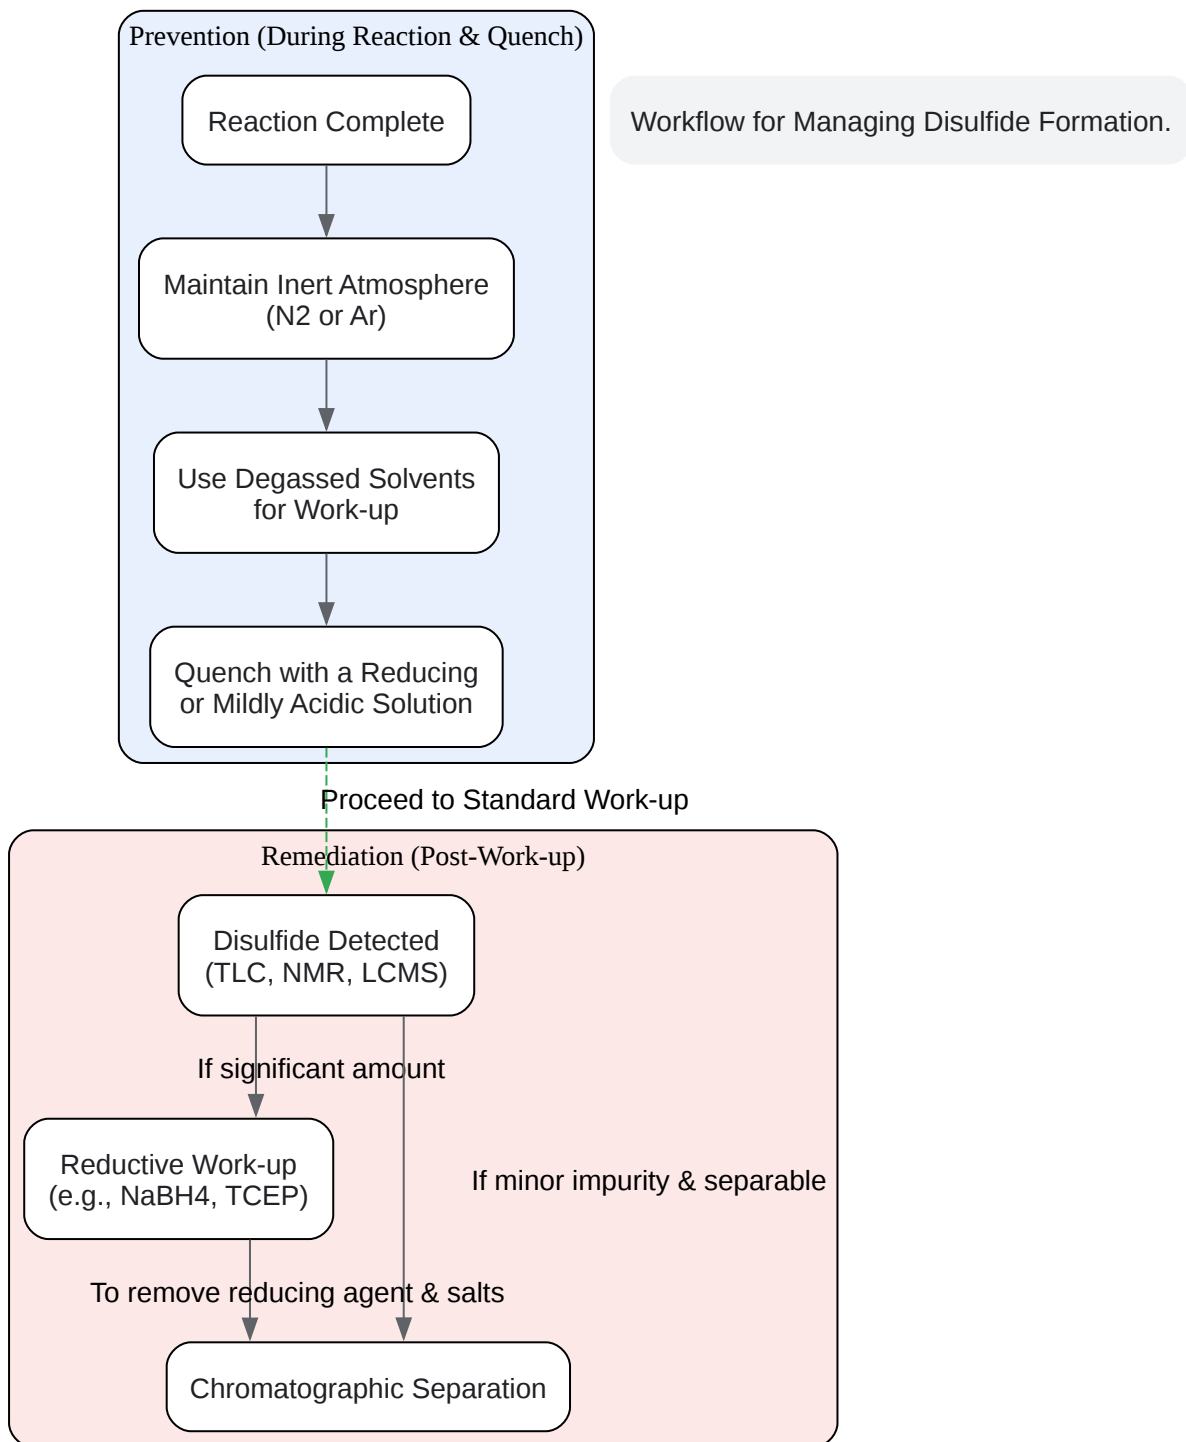 Prevention (During Reaction & Quench)
Reaction Complete
Workflow for Managing Disulfide Formation.
Maintain Inert Atmosphere
(N2 or Ar)
Use Degassed Solvents
for Work-up
Quench with a Reducing
or Mildly Acidic Solution
Proceed to Standard Work-up
Remediation (Post-Work-up)
Disulfide Detected
(TLC, NMR, LCMS)
If significant amount
Reductive Work-up
(e.g., NaBH4, TCEP)
If minor impurity & separable
To remove reducing agent & salts
Chromatographic Separation